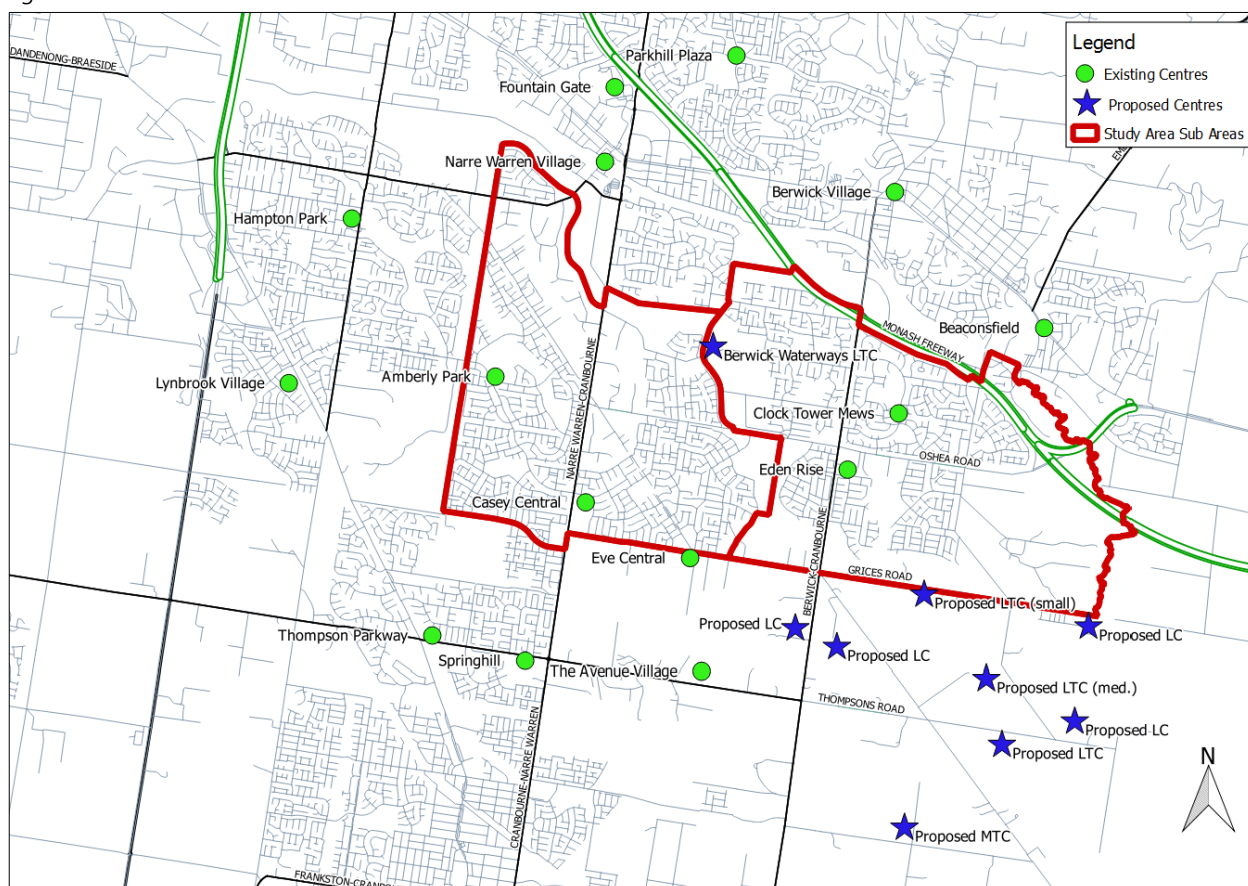 DANDENONG-BRAESIDE
Parkhill Plaza
Legend
Existing Centres
Proposed Centres
Study Area Sub Areas
Fountain Gate
Narre Warren Village
Berwick Village
Hampton Park
Beaconsfield
MONASH FREEWAY
Berwick Waterways LTC
Lynbrook Village
Amberly Park
NARRE WARREN-CRANBOURNE
Clock Tower Mews
OSHEA ROAD
Eden Rise
Casey Central
BERWICK-CRANBOURNE
Eve Central
GRICES ROAD
Proposed LTC (small)
Proposed LC
Proposed LC
Thompson Parkway
Proposed LC
Springhill
The Avenue Village
Proposed LTC (med.)
THOMPSONS ROAD
Proposed LC
CRANBOURNE-NARRE WARREN
Proposed LTC
N
Proposed MTC